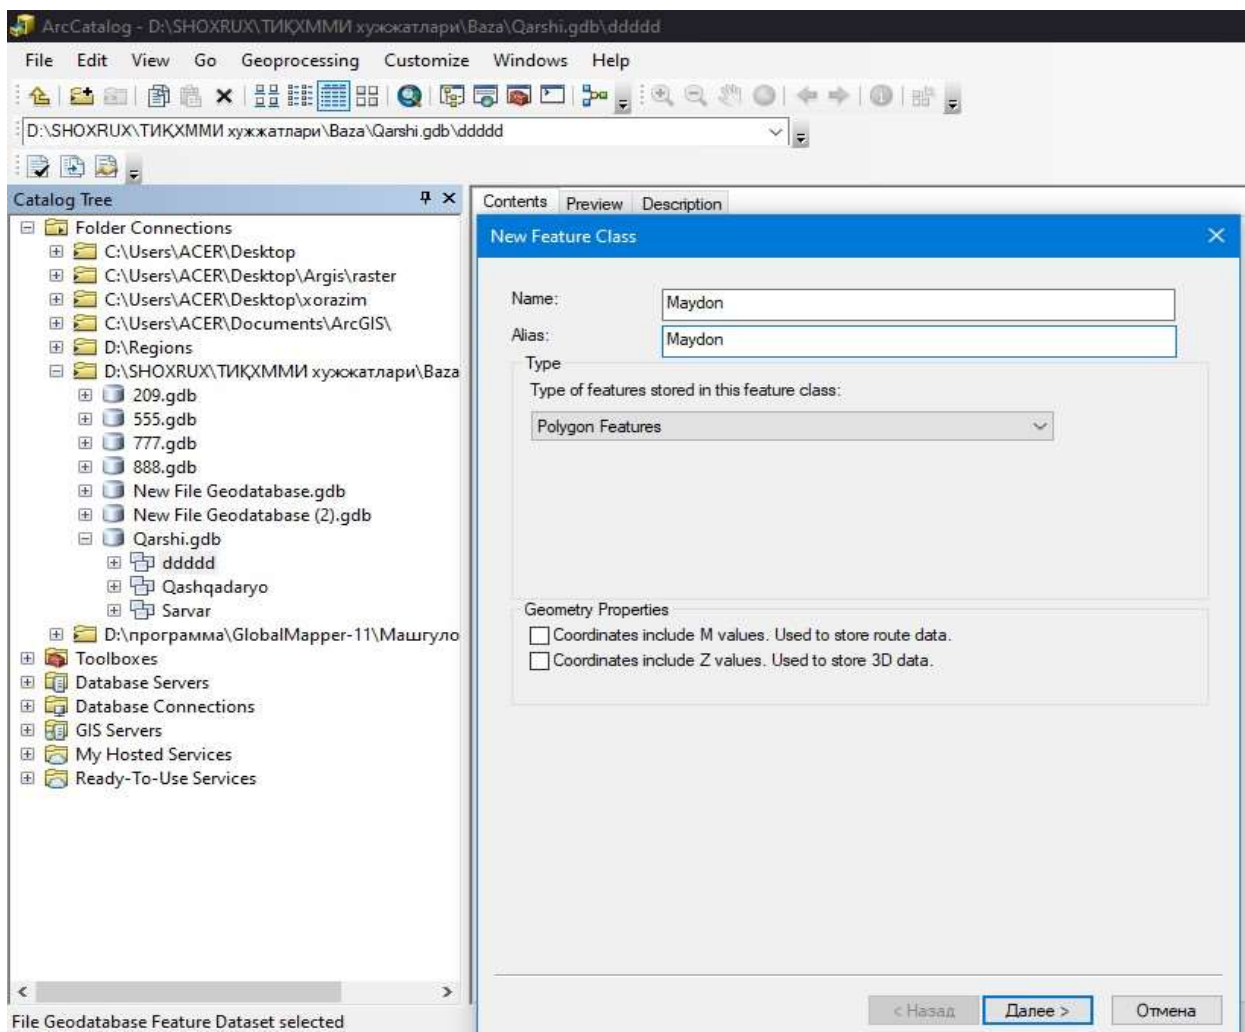 ArcCatalog - D:\SHOXRUX\ТИҚХММИ хужжатлари\Baza\Qarshi.gdb\ddddd
File Edit View Go Geoprocessing Customize Windows Help
D:\SHOXRUX\ТИҚХММИ хужжатлари\Baza\Qarshi.gdb\ddddd
Catalog Tree
Folder Connections
C:\Users\ACER\Desktop
C:\Users\ACER\Desktop\Argis\raster
C:\Users\ACER\Desktop\xorazim
C:\Users\ACER\Documents\ArcGIS\
D:\Regions
D:\SHOXRUX\ТИҚХММИ хужжатлари\Baza
209.gdb
555.gdb
777.gdb
888.gdb
New File Geodatabase.gdb
New File Geodatabase (2).gdb
Qarshi.gdb
ddddd
Qashqadaryo
Sarvar
D:\программа\GlobalMapper-11\Машгуло
Toolboxes
Database Servers
Database Connections
GIS Servers
My Hosted Services
Ready-To-Use Services
File Geodatabase Feature Dataset selected
Contents Preview Description
New Feature Class
Name: Maydon
Alias: Maydon
Type
Type of features stored in this feature class:
Polygon Features
Geometry Properties
Coordinates include M values. Used to store route data.
Coordinates include Z values. Used to store 3D data.
< Назад Далее > Отмена